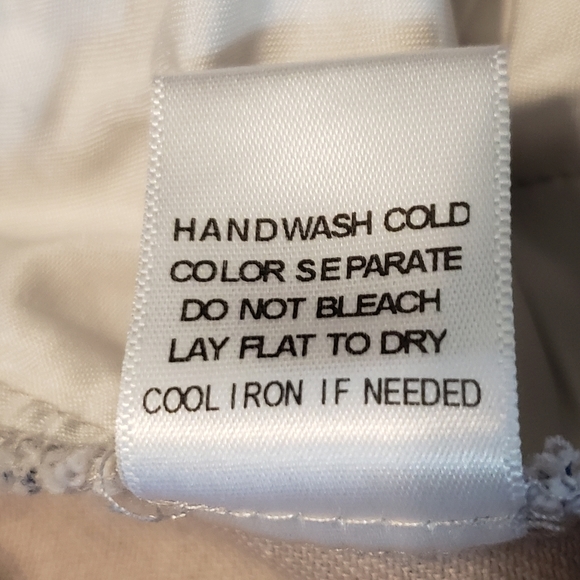 HANDWASH COLD
COLOR SEPARATE
DO NOT BLEACH
LAY FLAT TO DRY
COOL IRON IF NEEDED